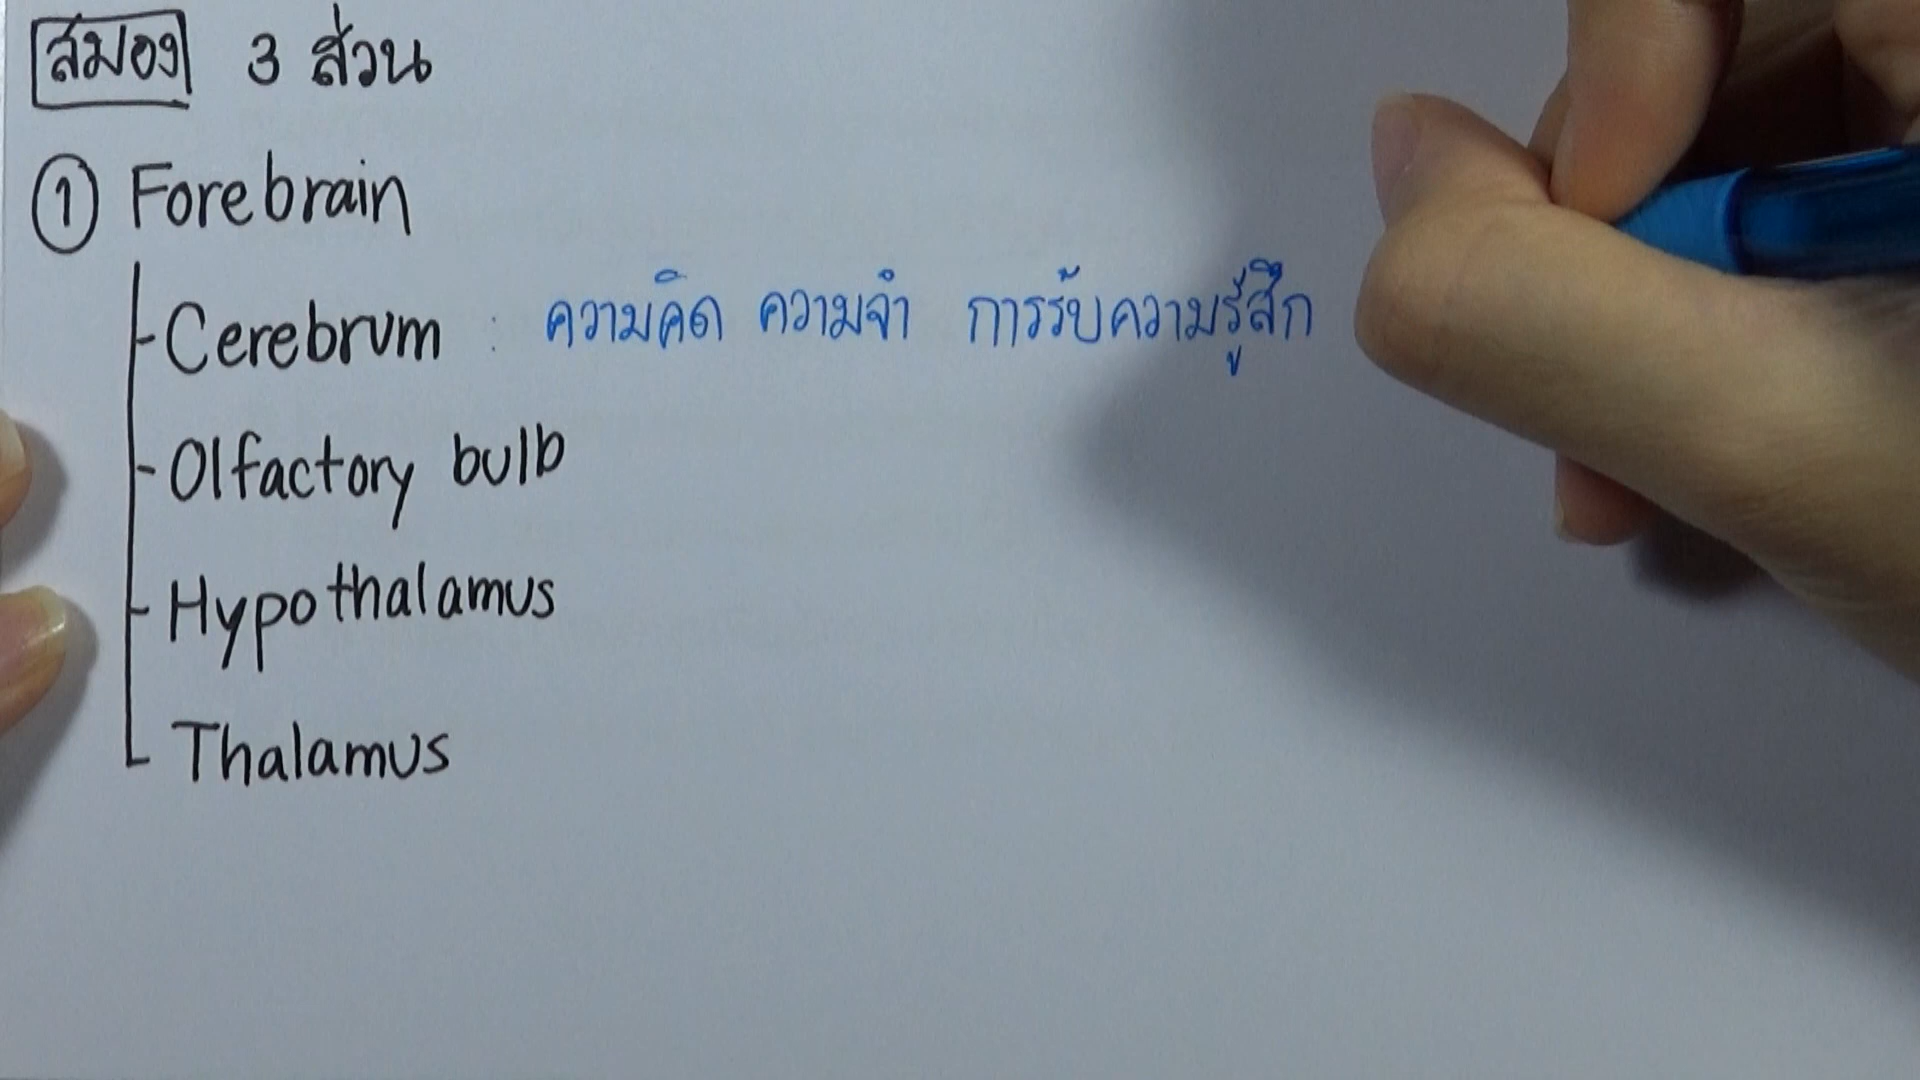 สมอง 3 ส่วน
① Forebrain
- Cerebrum : ความคิด ความจำ การรับความรู้สึก
- Olfactory bulb
- Hypothalamus
Thalamus